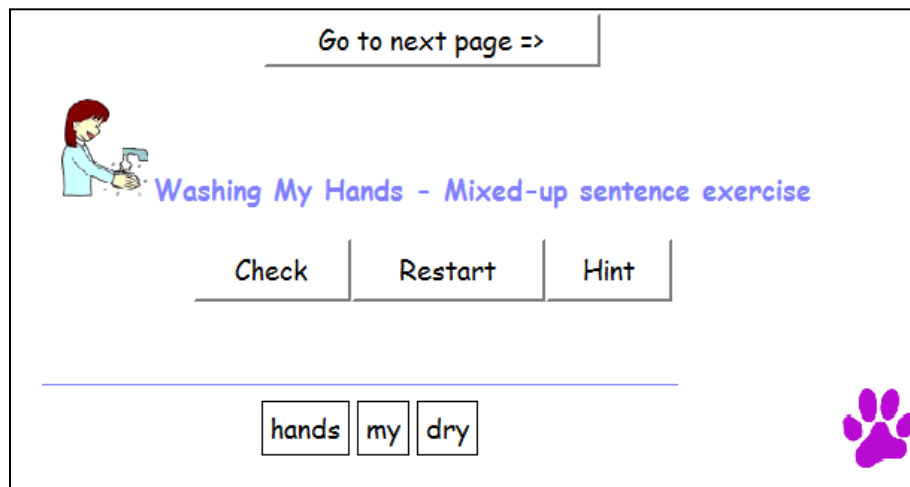 Go to next page =>
Washing My Hands - Mixed-up sentence exercise
Check Restart Hint
hands my dry